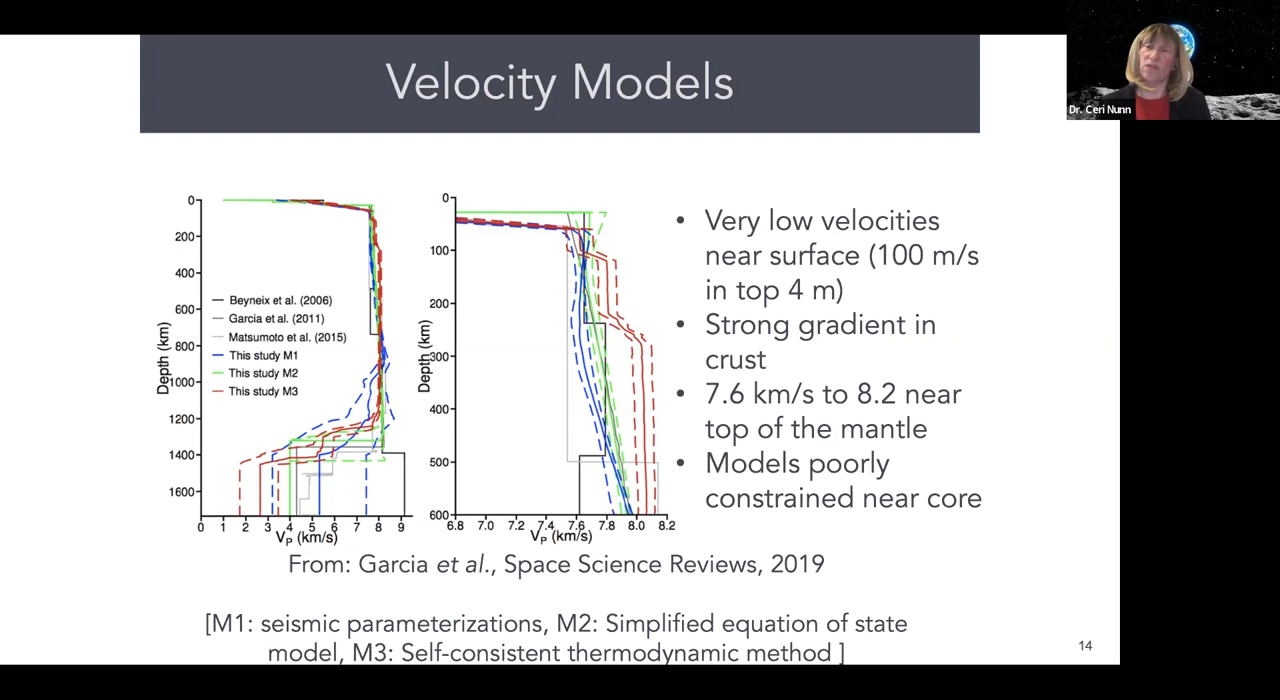 Velocity Models
Dr. Ceri Nunn
0
200
400
600
800
1000
1200
1400
1600
Depth (km)
Beyneix et al. (2006)
Garcia et al. (2011)
Matsumoto et al. (2015)
This study M1
This study M2
This study M3
0 1 2 3 4 5 6 7 8 9
VP (km/s)
0
100
200
300
400
500
600
Depth (km)
6.8 7.0 7.2 7.4 7.6 7.8 8.0 8.2
VP (km/s)
• Very low velocities
near surface (100 m/s
in top 4 m)
• Strong gradient in
crust
• 7.6 km/s to 8.2 near
top of the mantle
• Models poorly
constrained near core
From: Garcia et al., Space Science Reviews, 2019
[M1: seismic parameterizations, M2: Simplified equation of state
model, M3: Self-consistent thermodynamic method ]
14